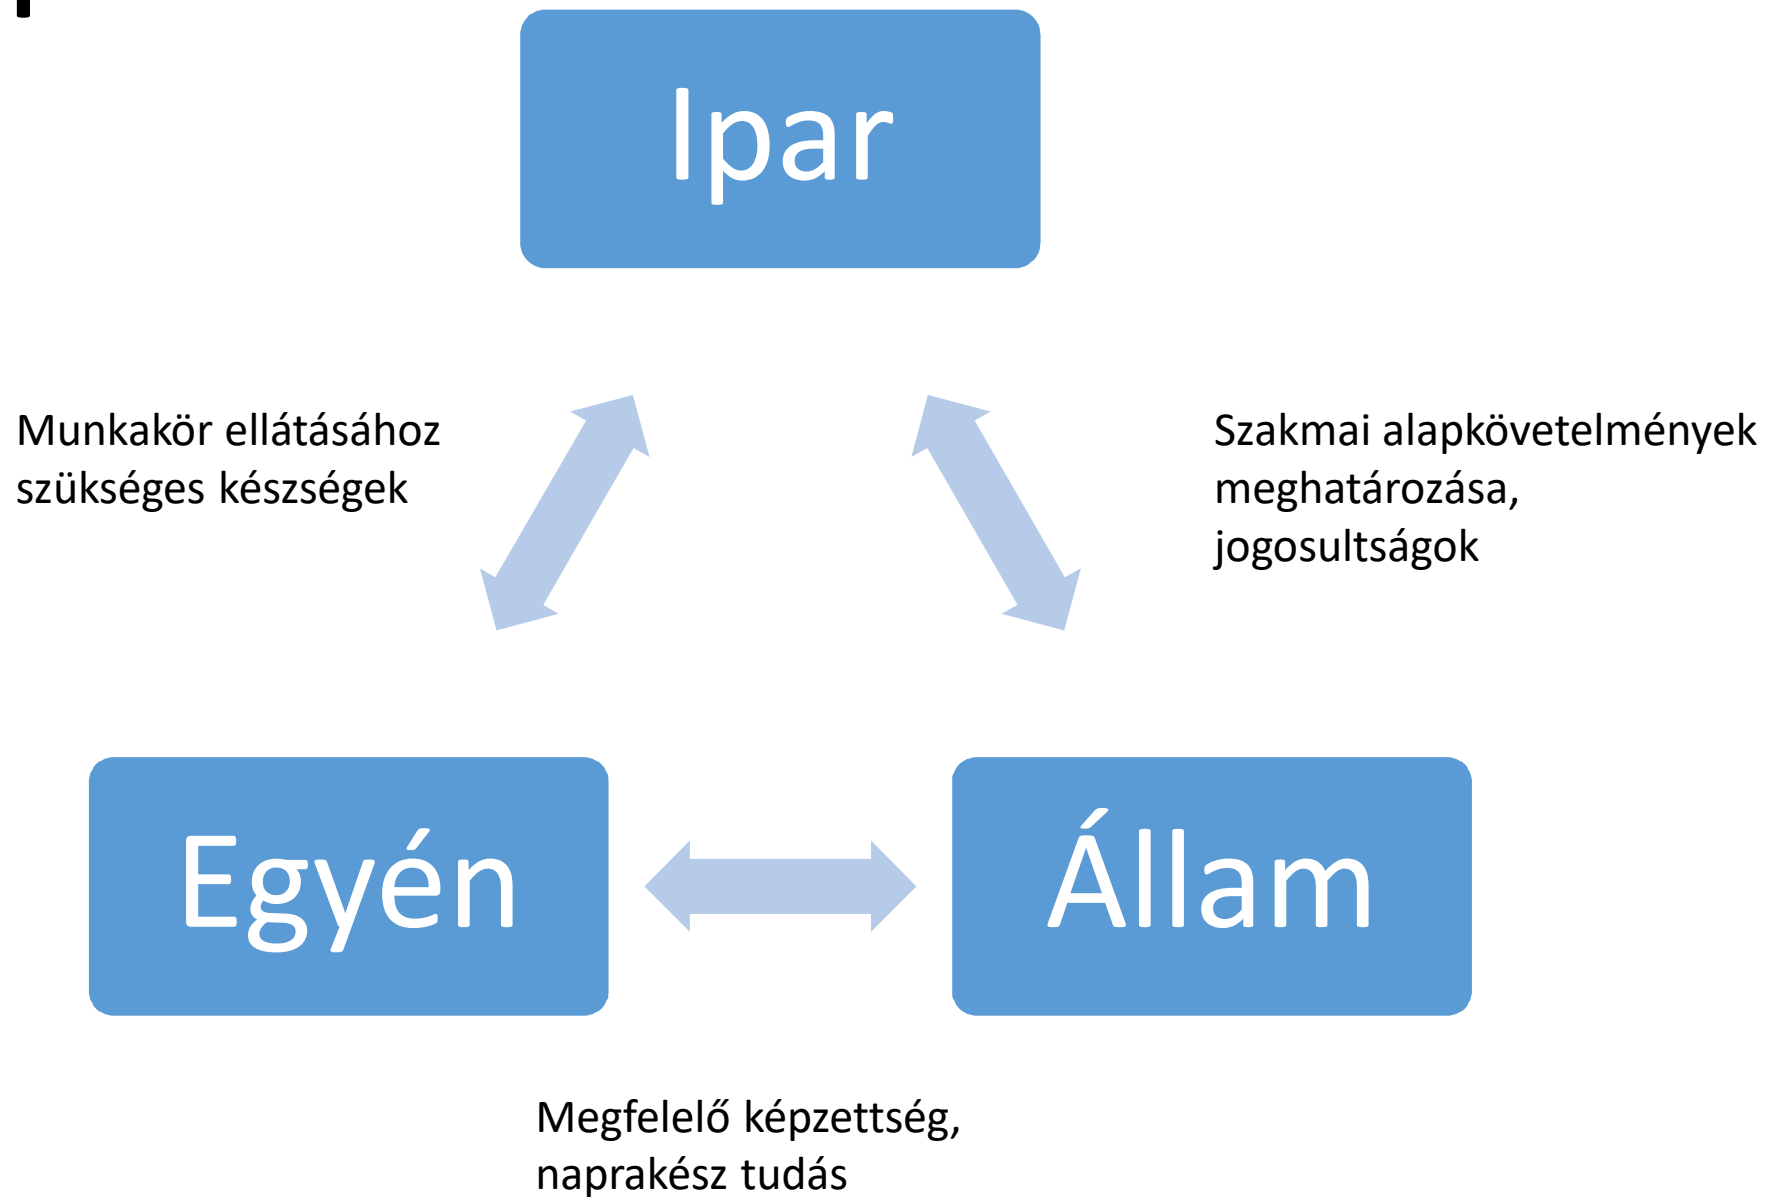 Ipar
Munkakör ellátásához
szükséges készségek
Szakmai alapkövetelmények
meghatározása,
jogosultságok
Egyén
Állam
Megfelelő képzettség,
naprakész tudás